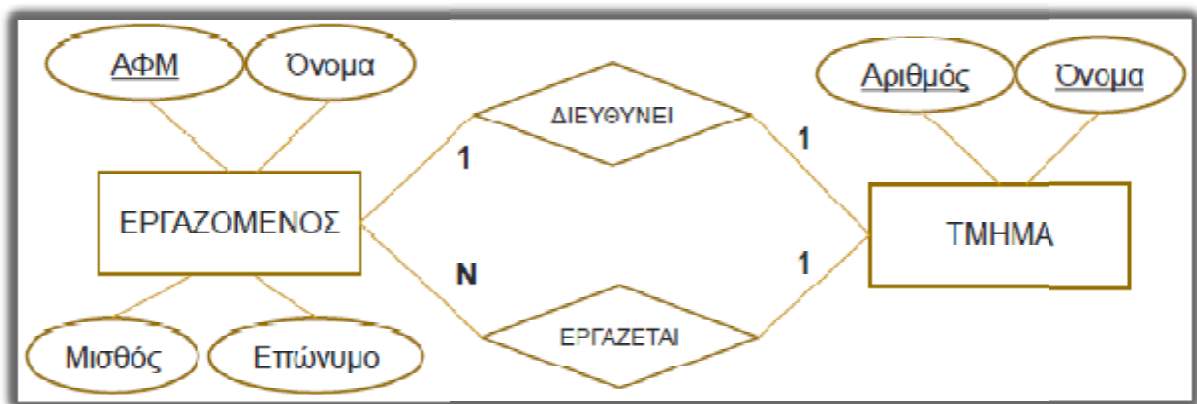 ΑΦΜ
Όνομα
Αριθμός
Όνομα
ΔΙΕΥΘΥΝΕΙ
1
1
ΕΡΓΑΖΟΜΕΝΟΣ
ΤΜΗΜΑ
N
1
ΕΡΓΑΖΕΤΑΙ
Μισθός
Επώνυμο